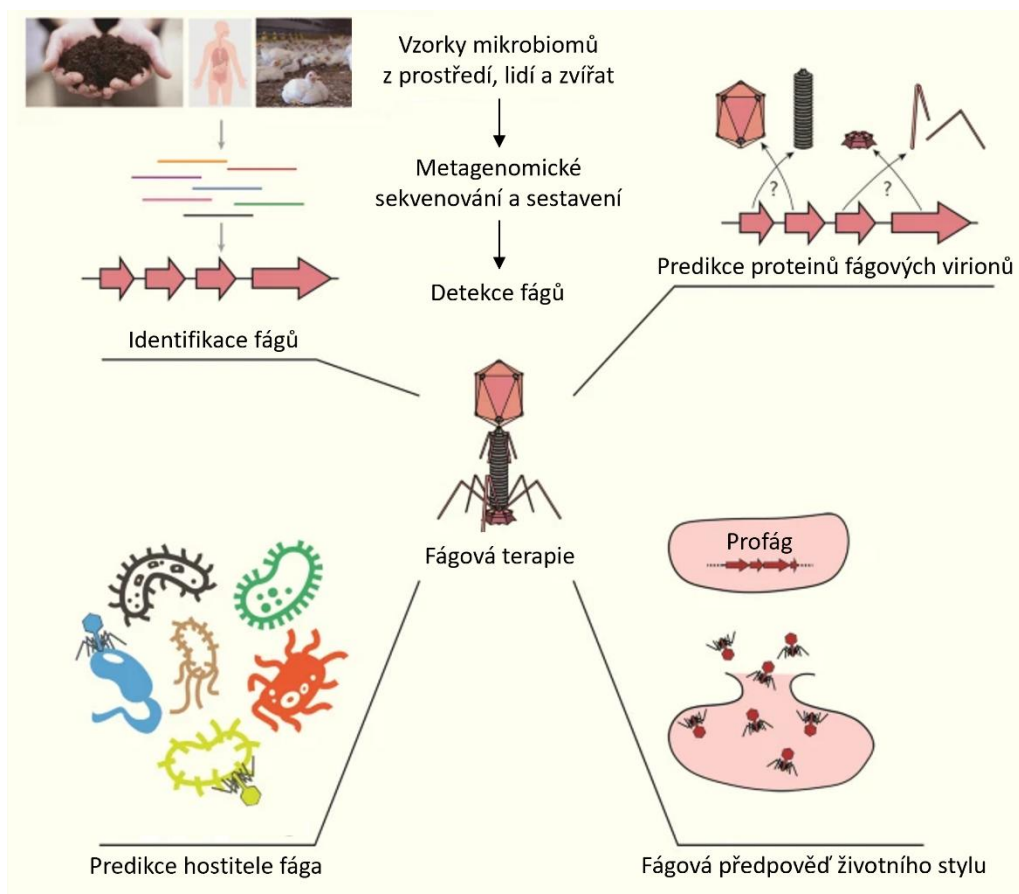 Vzorky mikrobiomů
z prostředí, lidí a zvířat
Metagenomické
sekvenování a sestavení
Detekce fágů
Identifikace fágů
? ?
Predikce proteinů fágových virionů
Fágová terapie
Profág
Predikce hostitele fága
Fágová předpověď životního stylu